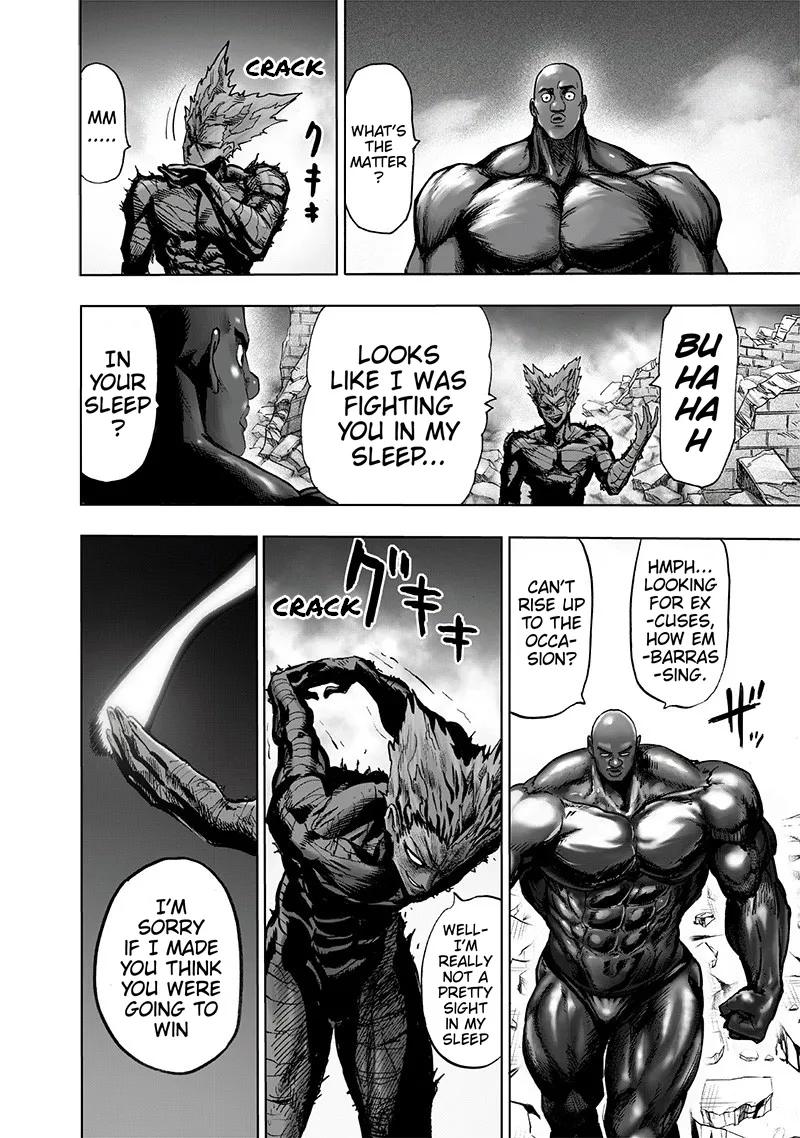 WHAT'S
THE
MATTER
?
CRACK
クキキ
MM
.....
BU
HA
HA
H
LOOKS
LIKE I WAS
FIGHTING
YOU IN MY
SLEEP...
IN
YOUR
SLEEP
?
HMPH...
LOOKING
FOR EX
-CUSES,
HOW EM
-BARRAS
-SING.
CAN'T
RISE UP
TO THE
OCCA-
SION?
ザッ
グキキ
CRACK
WELL-
I'M
REALLY
NOT A
PRETTY
SIGHT
IN MY
SLEEP
I'M
SORRY
IF I MADE
YOU THINK
YOU WERE
GOING TO
WIN